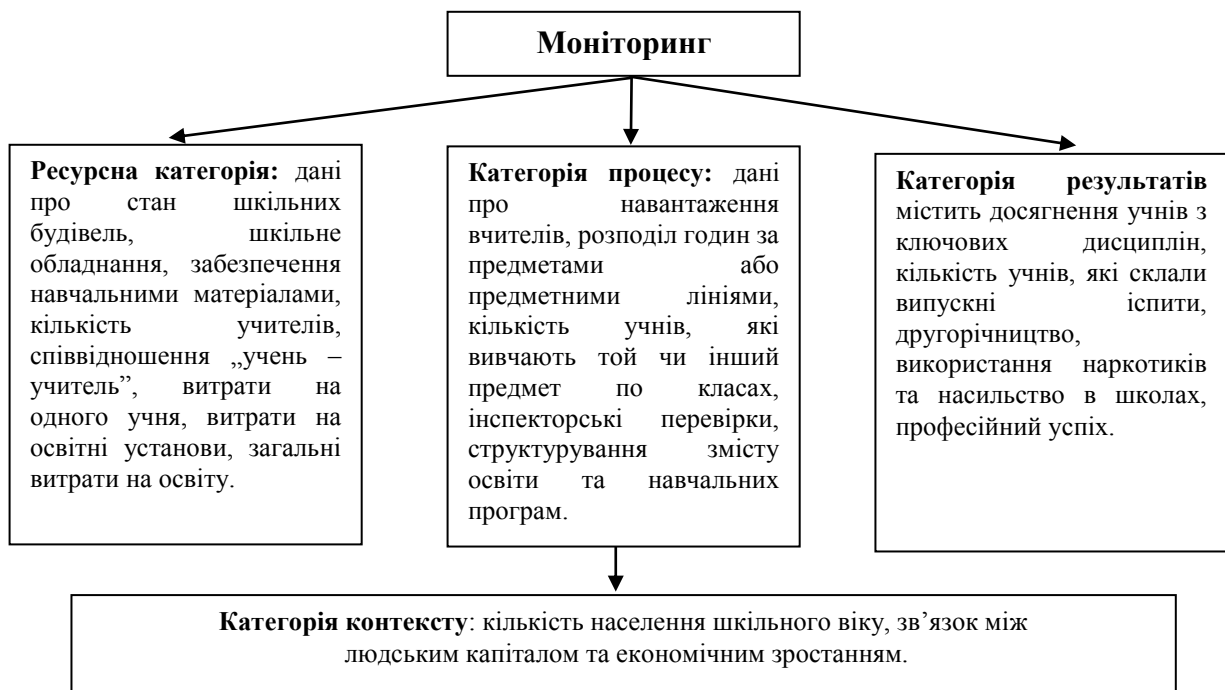 Моніторинг
Ресурсна категорія: дані
про стан шкільних
будівель, шкільне
обладнання, забезпечення
навчальними матеріалами,
кількість учителів,
співвідношення „учень –
учитель”, витрати на
одного учня, витрати на
освітні установи, загальні
витрати на освіту.
Категорія процесу: дані
про навантаження
вчителів, розподіл годин за
предметами або
предметними лініями,
кількість учнів, які
вивчають той чи інший
предмет по класах,
інспекторські перевірки,
структурування змісту
освіти та навчальних
програм.
Категорія результатів
містить досягнення учнів з
ключових дисциплін,
кількість учнів, які склали
випускні іспити,
другорічництво,
використання наркотиків
та насильство в школах,
професійний успіх.
Категорія контексту: кількість населення шкільного віку, зв’язок між
людським капіталом та економічним зростанням.